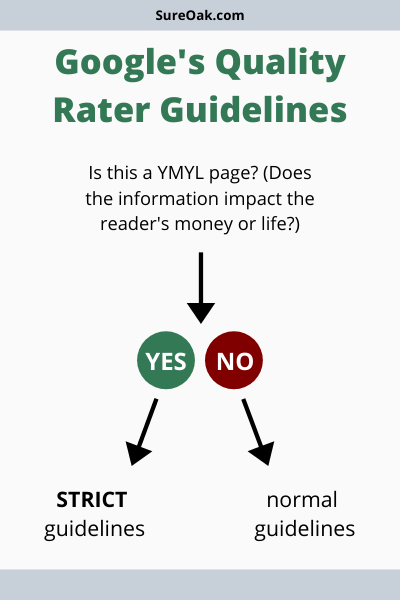 SureOak.com
Google's Quality
Rater Guidelines
Is this a YMYL page? (Does
the information impact the
reader's money or life?)
YES
NO
STRICT
guidelines
normal
guidelines